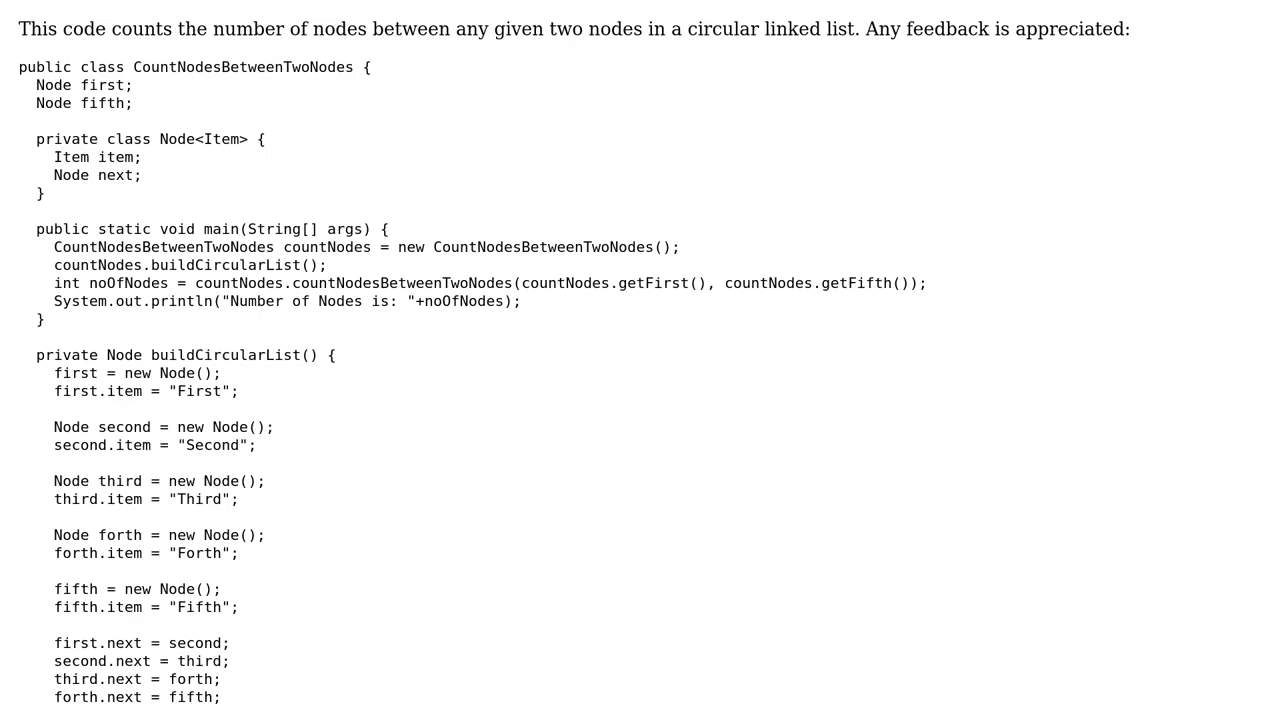 This code counts the number of nodes between any given two nodes in a circular linked list. Any feedback is appreciated:
public class CountNodesBetweenTwoNodes {
Node first;
Node fifth;
private class Node<Item> {
Item item;
Node next;
}
public static void main(String[] args) {
CountNodesBetweenTwoNodes countNodes = new CountNodesBetweenTwoNodes();
countNodes.buildCircularList();
int noOfNodes = countNodes.countNodesBetweenTwoNodes(countNodes.getFirst(), countNodes.getFifth());
System.out.println("Number of Nodes is: "+noOfNodes);
}
private Node buildCircularList() {
first = new Node();
first.item = "First";
Node second = new Node();
second.item = "Second";
Node third = new Node();
third.item = "Third";
Node forth = new Node();
forth.item = "Forth";
fifth = new Node();
fifth.item = "Fifth";
first.next = second;
second.next = third;
third.next = forth;
forth.next = fifth;